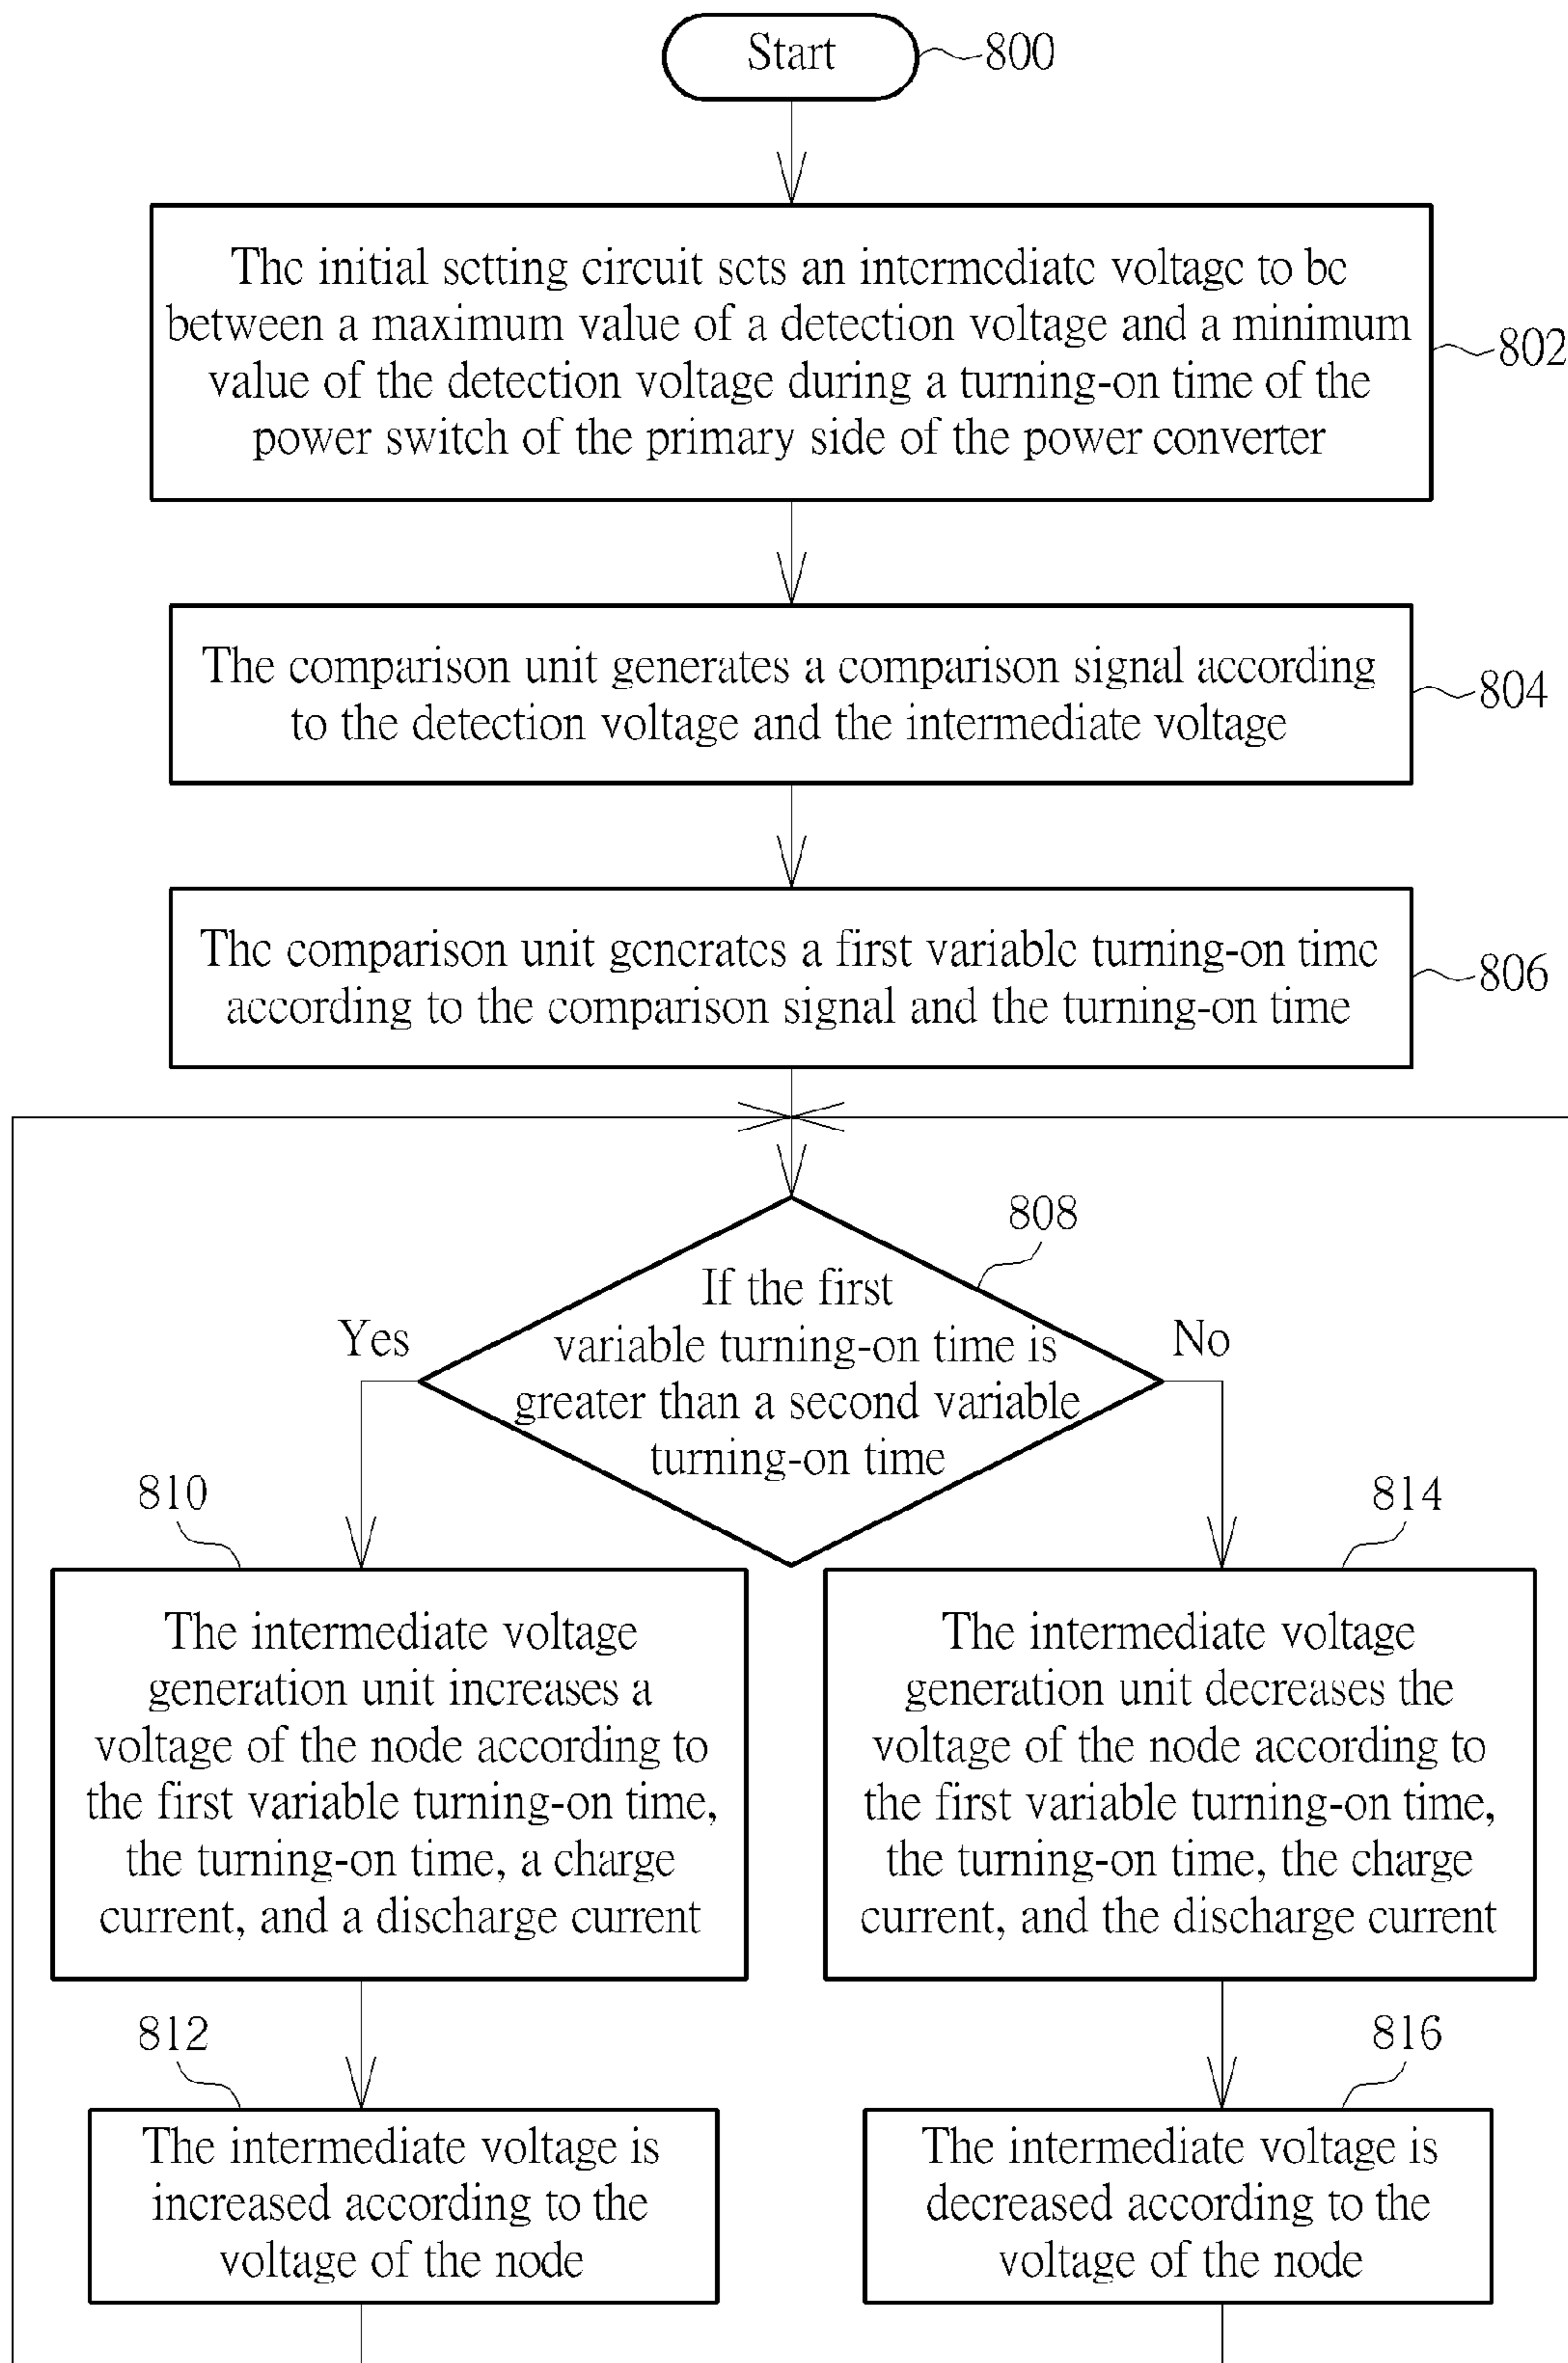 Start
800
The initial setting circuit sets an intermediate voltage to be
between a maximum value of a detection voltage and a minimum
value of the detection voltage during a turning-on time of the
power switch of the primary side of the power converter
802
The comparison unit generates a comparison signal according
to the detection voltage and the intermediate voltage
804
The comparison unit generates a first variable turning-on time
according to the comparison signal and the turning-on time
806
808
If the first
variable turning-on time is
greater than a second variable
turning-on time
Yes
No
810
The intermediate voltage
generation unit increases a
voltage of the node according to
the first variable turning-on time,
the turning-on time, a charge
current, and a discharge current
814
The intermediate voltage
generation unit decreases the
voltage of the node according to
the first variable turning-on time,
the turning-on time, the charge
current, and the discharge current
812
The intermediate voltage is
increased according to the
voltage of the node
816
The intermediate voltage is
decreased according to the
voltage of the node